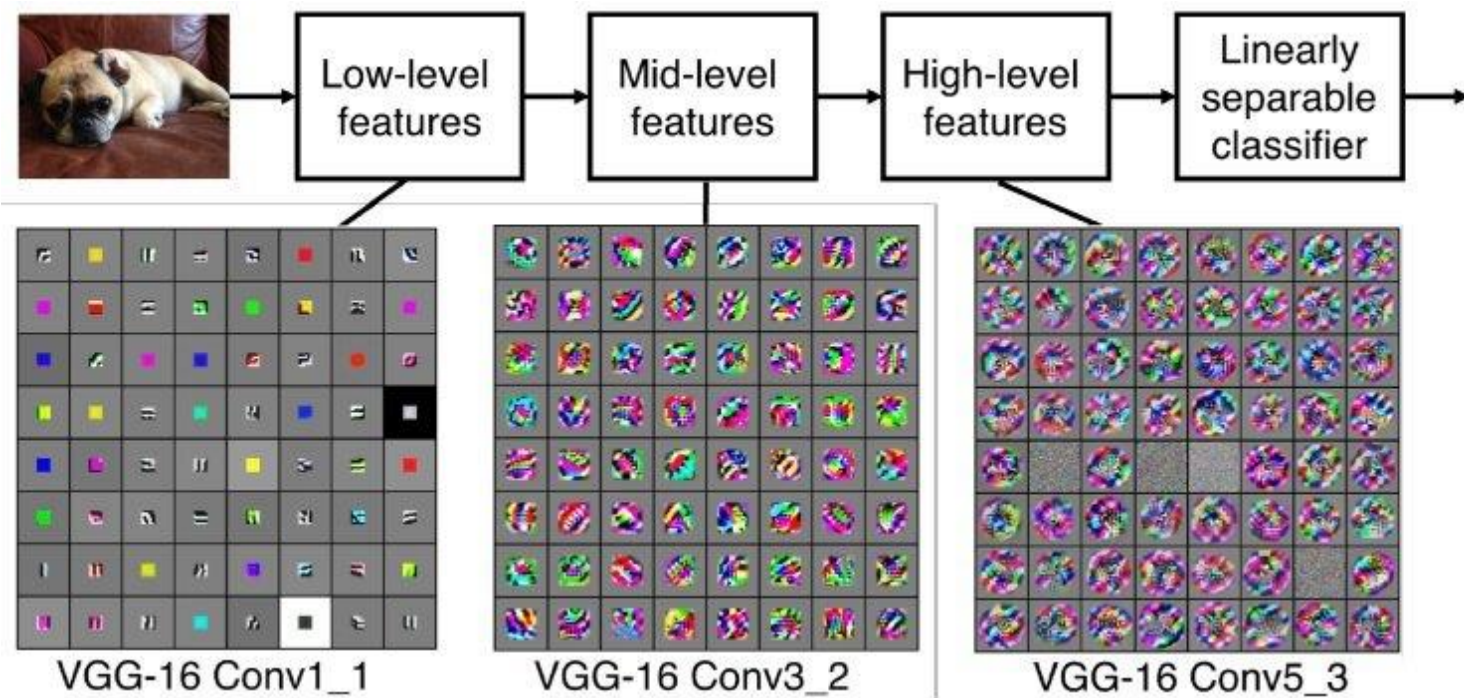 Low-level
features
Mid-level
features
High-level
features
Linearly
separable
classifier
VGG-16 Conv1_1
VGG-16 Conv3_2
VGG-16 Conv5_3